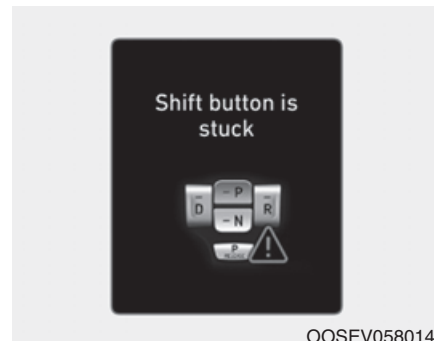 Shift button is
stuck
- P
D
- N
R
P
OOSEV058014